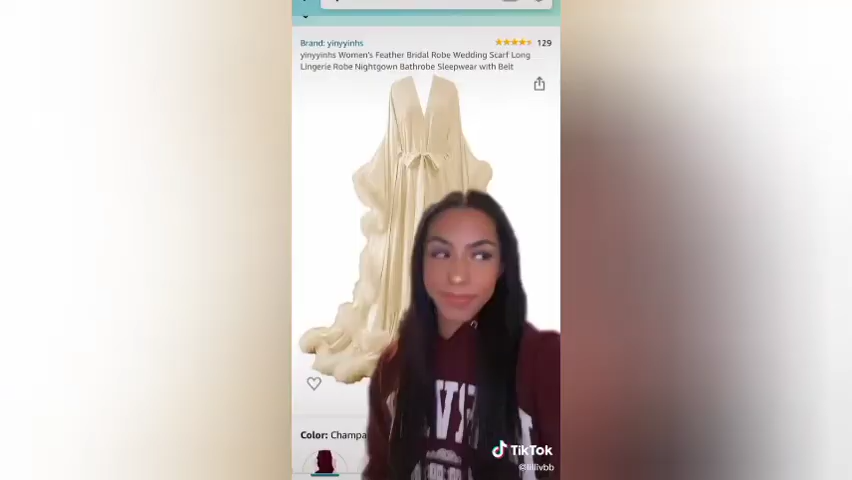 Brand: yinyyinhs
129
yinyyinhs Women's Feather Bridal Robe Wedding Scarf Long
Lingerie Robe Nightgown Bathrobe Sleepwear with Belt
Color: Champa
TikTok